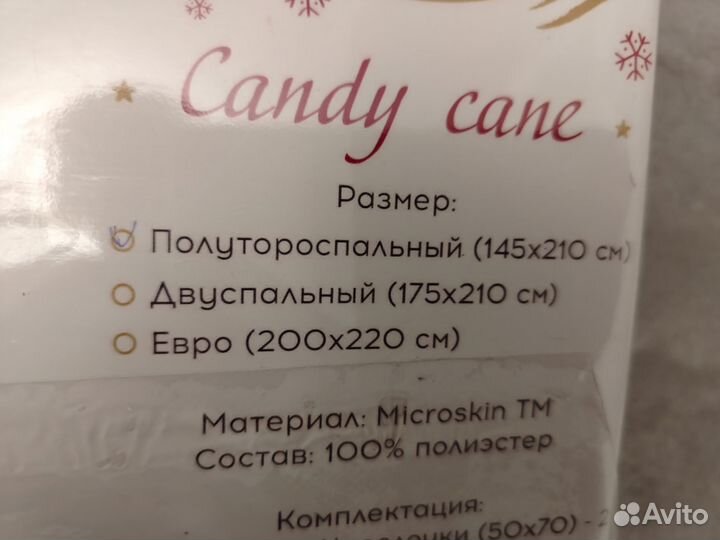 Candy cane
Размер:
Полутороспальный (145x210 см)
Двуспальный (175x210 см)
Евро (200x220 см)
Материал: Microskin TM
Состав: 100% полиэстер
Комплектация:
(50x70) -
Avito